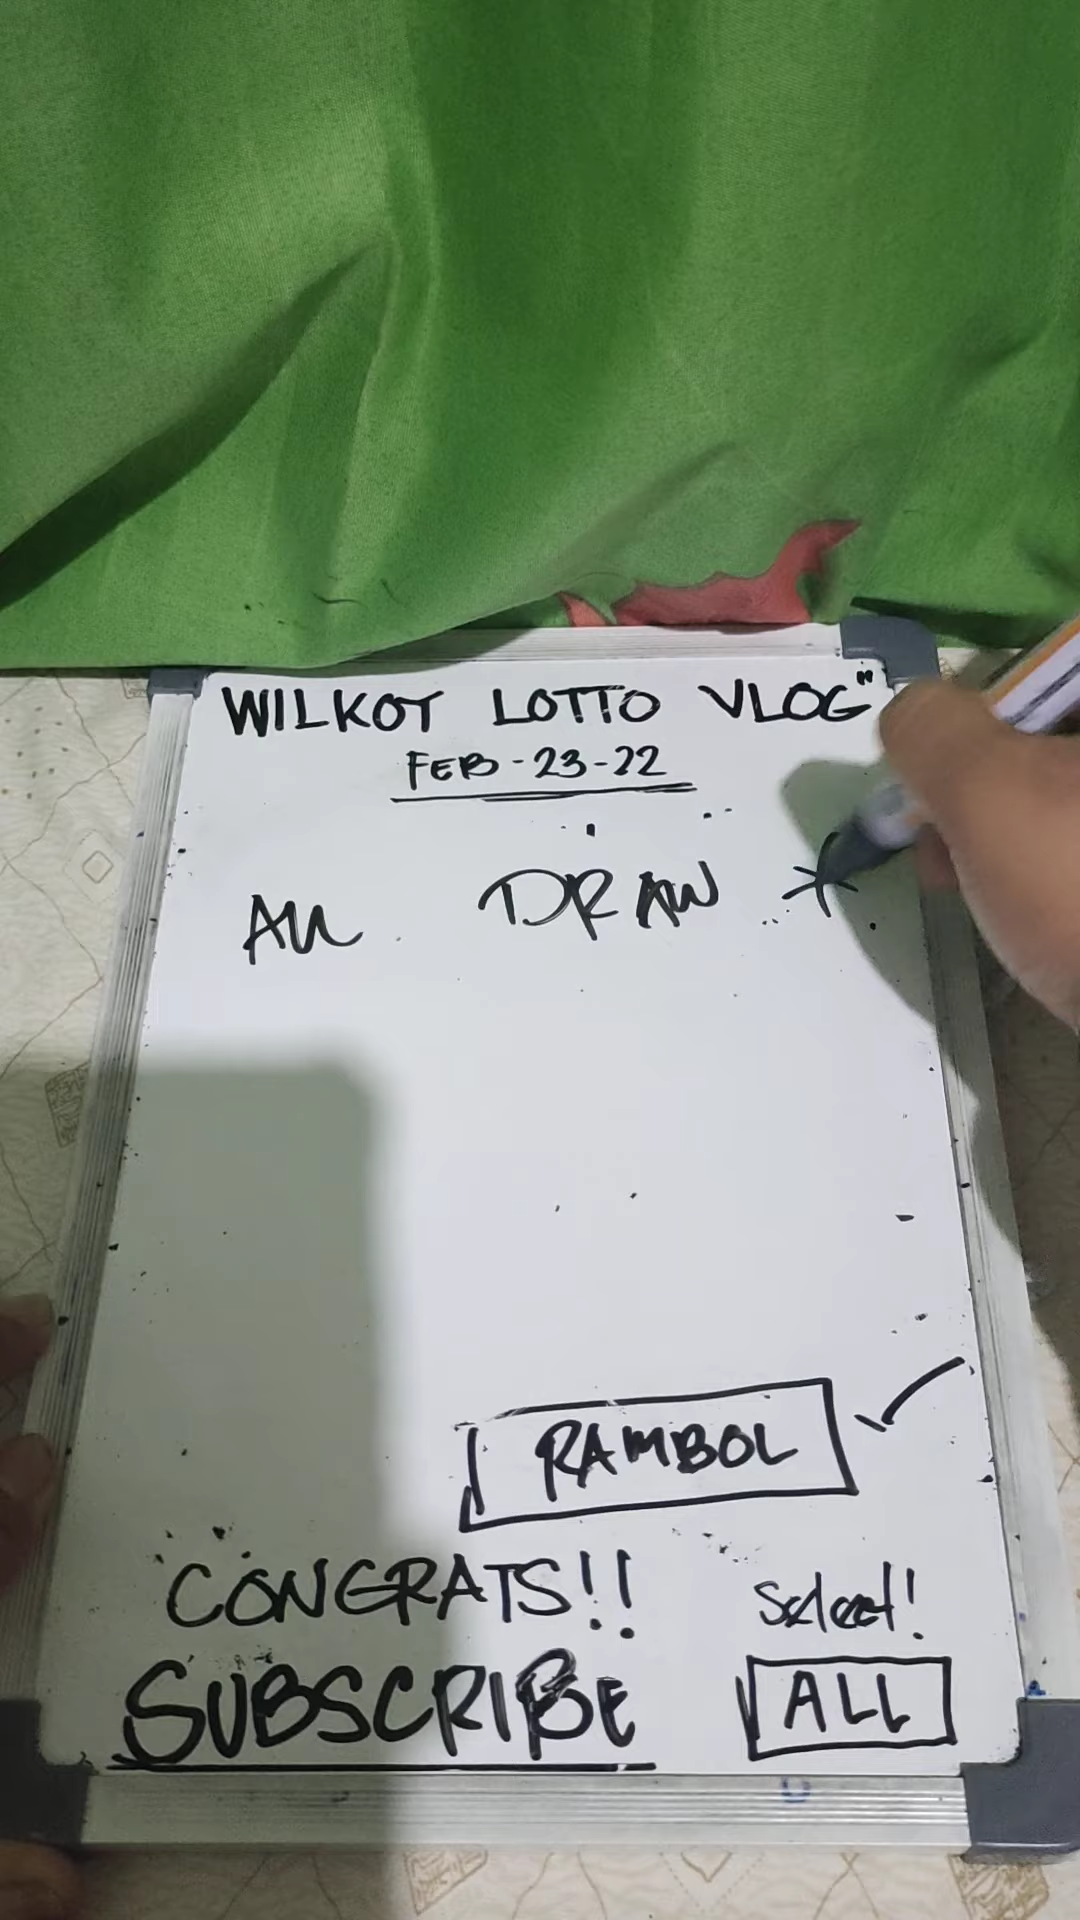 WILKOT LOTTO VLOG"
FEB-23-22
All DRAW
RAMBOL
CONGRATS!! Select!
SUBSCRIBE ALL